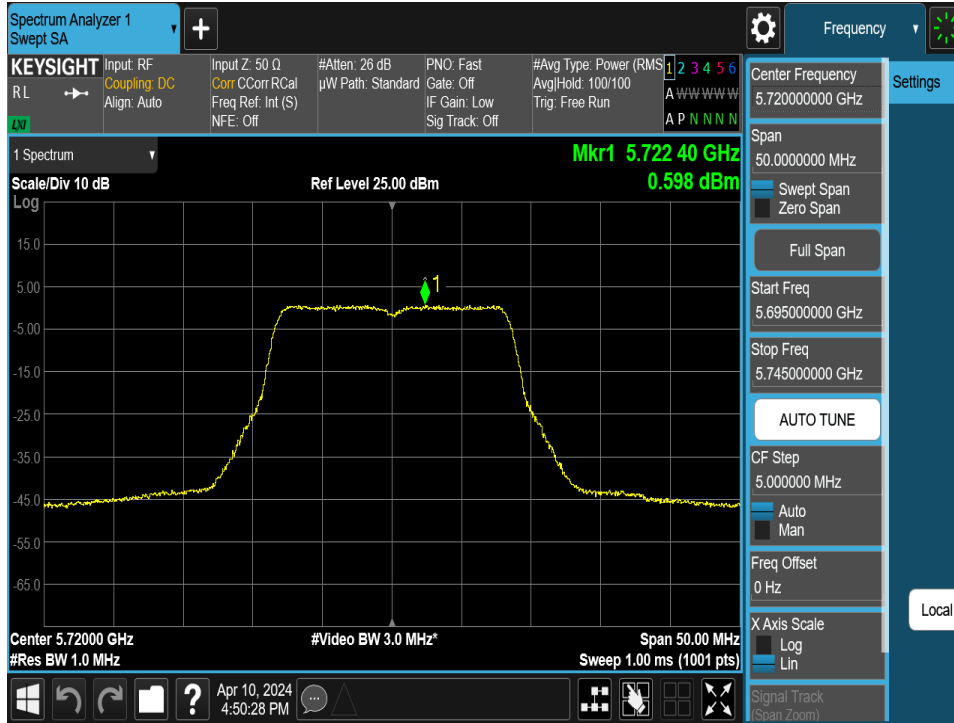 Spectrum Analyzer 1
Swept SA
+
Frequency
KEYSIGHT
RL
LXI
Input: RF
Coupling: DC
Align: Auto
Input Z: 50 Ω
Corr CCorr RCal
Freq Ref: Int (S)
NFE: Off
#Atten: 26 dB
µW Path: Standard
PNO: Fast
Gate: Off
IF Gain: Low
Sig Track: Off
#Avg Type: Power (RMS
Avg|Hold: 100/100
Trig: Free Run
1 2 3 4 5 6
A W W W W W
A P N N N N
1 Spectrum
Mkr1 5.722 40 GHz
0.598 dBm
Scale/Div 10 dB
Ref Level 25.00 dBm
Log
15.0
5.00
-5.00
-15.0
-25.0
-35.0
-45.0
-55.0
-65.0
1
Center 5.72000 GHz
#Video BW 3.0 MHz*
Span 50.00 MHz
#Res BW 1.0 MHz
Sweep 1.00 ms (1001 pts)
Center Frequency
5.720000000 GHz
Span
50.0000000 MHz
Swept Span
Zero Span
Full Span
Start Freq
5.695000000 GHz
Stop Freq
5.745000000 GHz
AUTO TUNE
CF Step
5.000000 MHz
Auto
Man
Freq Offset
0 Hz
X Axis Scale
Log
Lin
Signal Track
(Span Zoom)
Settings
Local
?
Apr 10, 2024
4:50:28 PM